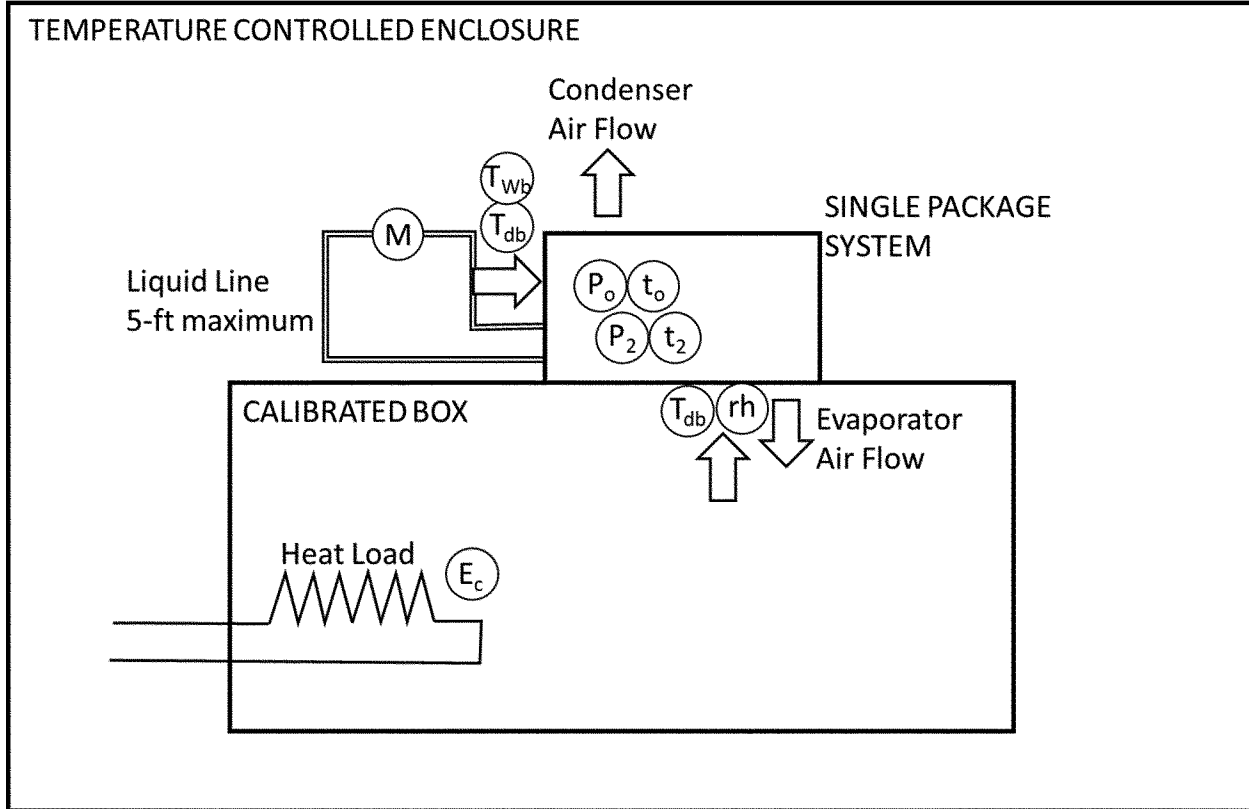 TEMPERATURE CONTROLLED ENCLOSURE
Condenser
Air Flow
T_Wb
T_db
M
SINGLE PACKAGE
SYSTEM
Liquid Line
5-ft maximum
P_o
t_o
P_2
t_2
CALIBRATED BOX
T_db
rh
Evaporator
Air Flow
Heat Load
E_c